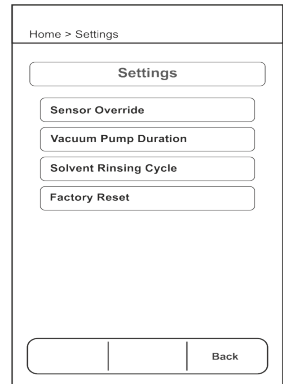 Home > Settings
Settings
Sensor Override
Vacuum Pump Duration
Solvent Rinsing Cycle
Factory Reset
Back